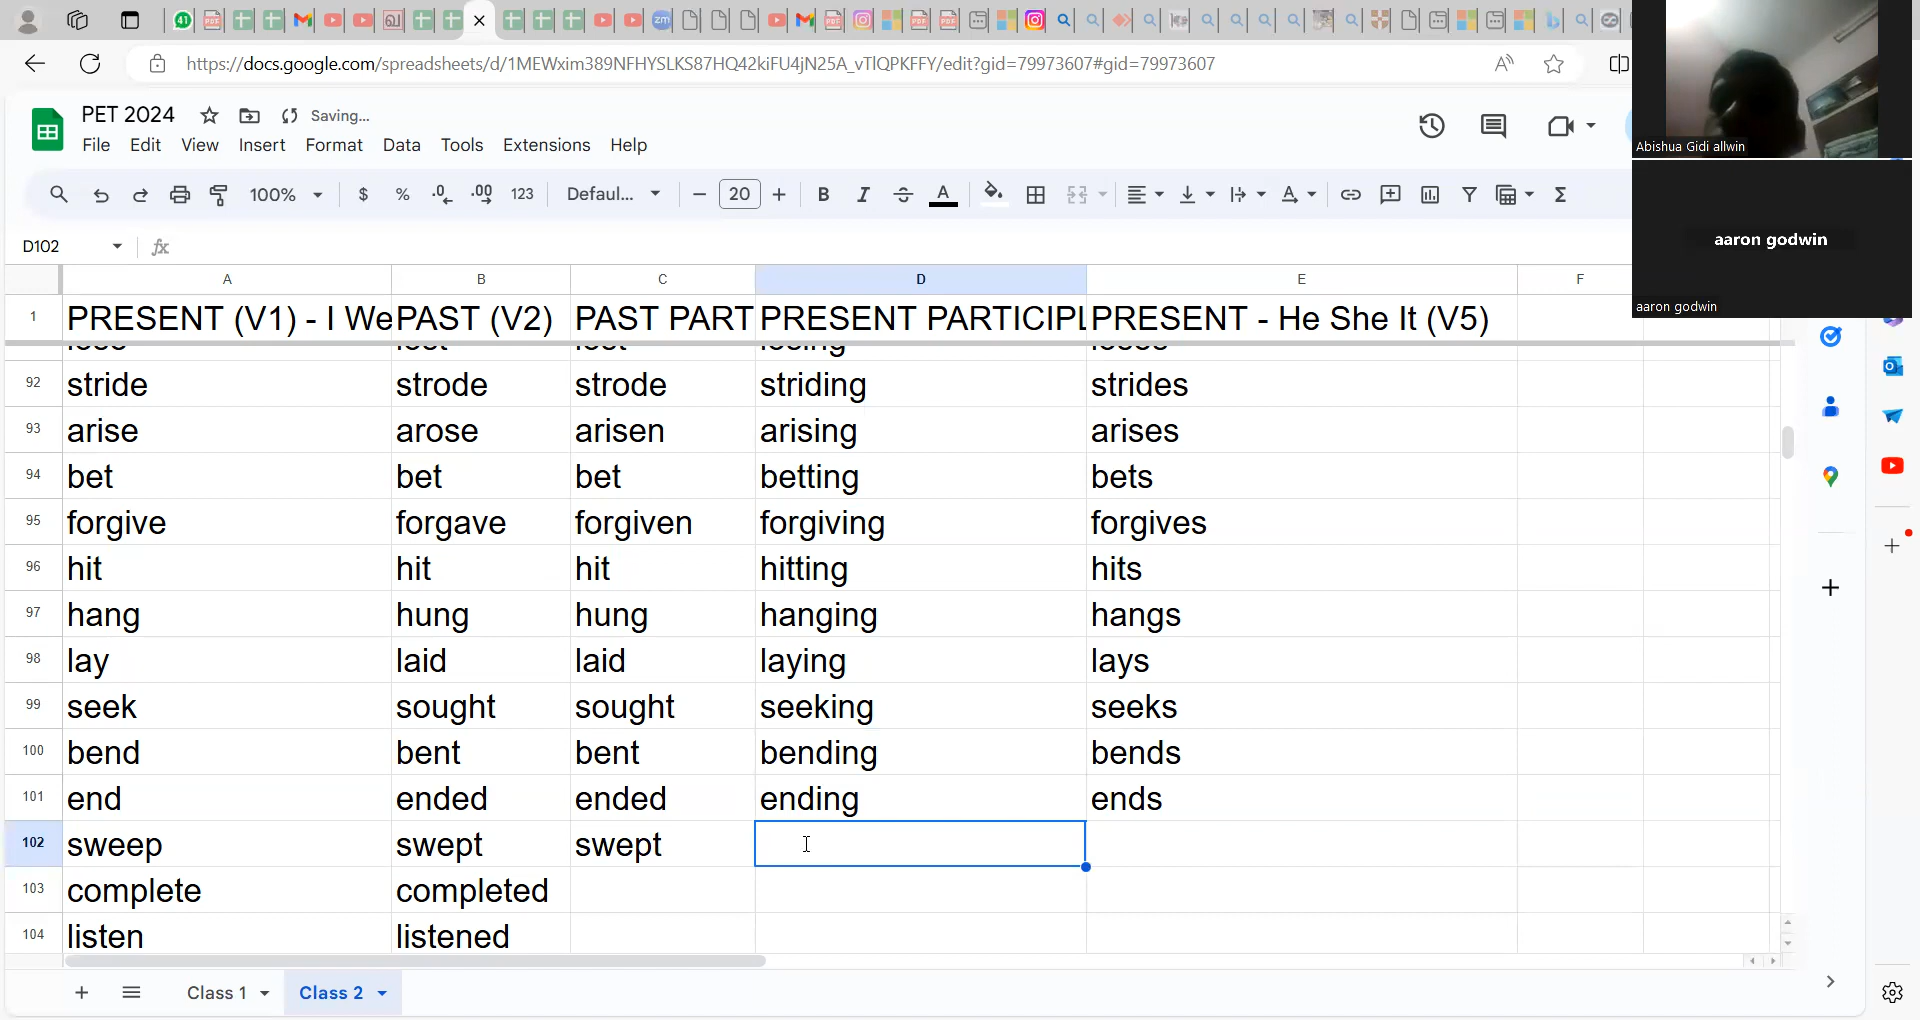 https://docs.google.com/spreadsheets/d/1MEWxim389NFHYSLKS87HQ42kiFU4jN25A_vTlQPKFFY/edit?gid=79973607#gid=79973607
Abishua Gidi allwin
PET 2024 Saving...
File Edit View Insert Format Data Tools Extensions Help
100% $ % .0 .00 123 Defaul... 20 B
aaron godwin
aaron godwin
D102 fx
A B C D E F
1 PRESENT (V1) - I We PAST (V2) PAST PART PRESENT PARTICIPL PRESENT - He She It (V5)
92 stride strode strode striding strides
93 arise arose arisen arising arises
94 bet bet bet betting bets
95 forgive forgave forgiven forgiving forgives
96 hit hit hit hitting hits
97 hang hung hung hanging hangs
98 lay laid laid laying lays
99 seek sought sought seeking seeks
100 bend bent bent bending bends
101 end ended ended ending ends
102 sweep swept swept
103 complete completed
104 listen listened
Class 1 Class 2